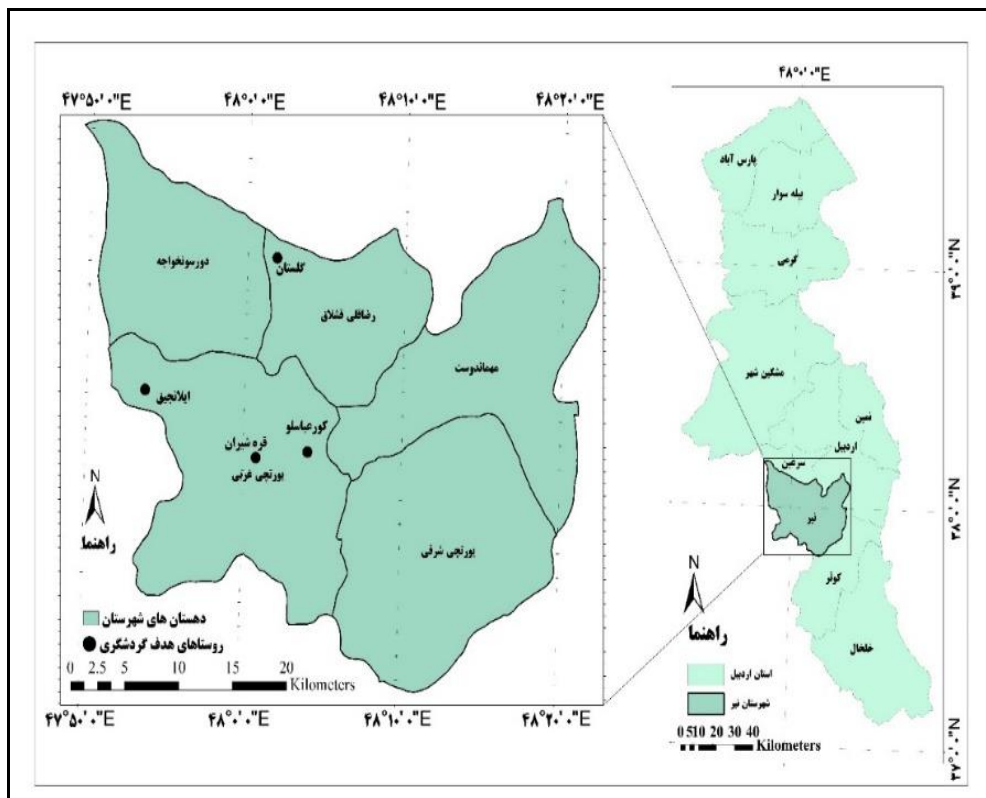 ۴۷°۵۰'۰"E ۴۸°۰'۰"E ۴۸°۱۰'۰"E ۴۸°۲۰'۰"E
دورسونخواجه
گلستان
رضاقلی قشلاق
مهماندوست
ایلانجیق
کورعباسلو
قره شیران
یورتچی غربی
یورتچی شرقی
N
راهنما
دهستان های شهرستان
روستاهای هدف گردشگری
0 2.5 5 10 15 20
Kilometers
۴۷°۵۰'۰"E ۴۸°۰'۰"E ۴۸°۱۰'۰"E ۴۸°۲۰'۰"E
۴۸°۰'۰"E
پارس آباد
بیله سوار
گرمی
مشگین شهر
نمین
اردبیل
سرعین
نیر
کوثر
خلخال
۳۹°۰'۰"N
۳۸°۰'۰"N
۳۷°۰'۰"N
N
راهنما
استان اردبیل
شهرستان نیر
0 5 10 20 30 40
Kilometers